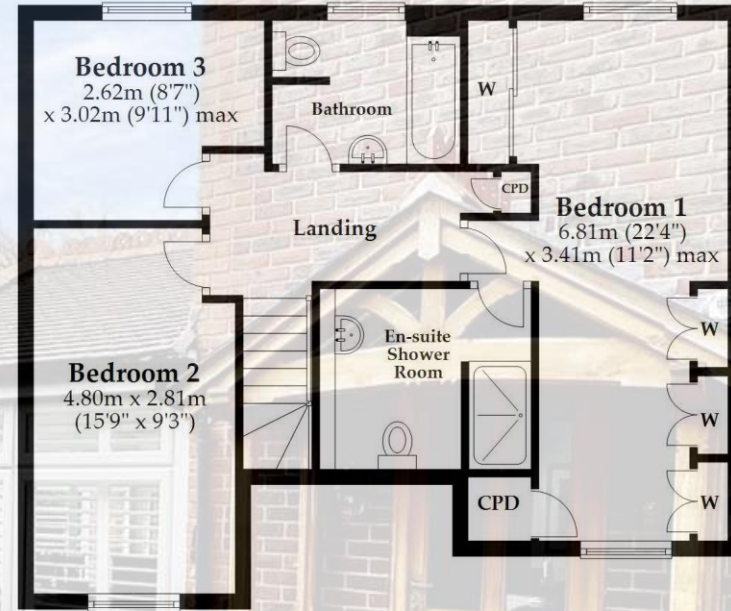 Bedroom 3
2.62m (8'7")
x 3.02m (9'11") max
Bathroom
W
CPD
Landing
Bedroom 1
6.81m (22'4")
x 3.41m (11'2") max
En-suite
Shower
Room
W
Bedroom 2
4.80m x 2.81m
(15'9" x 9'3")
W
CPD
W